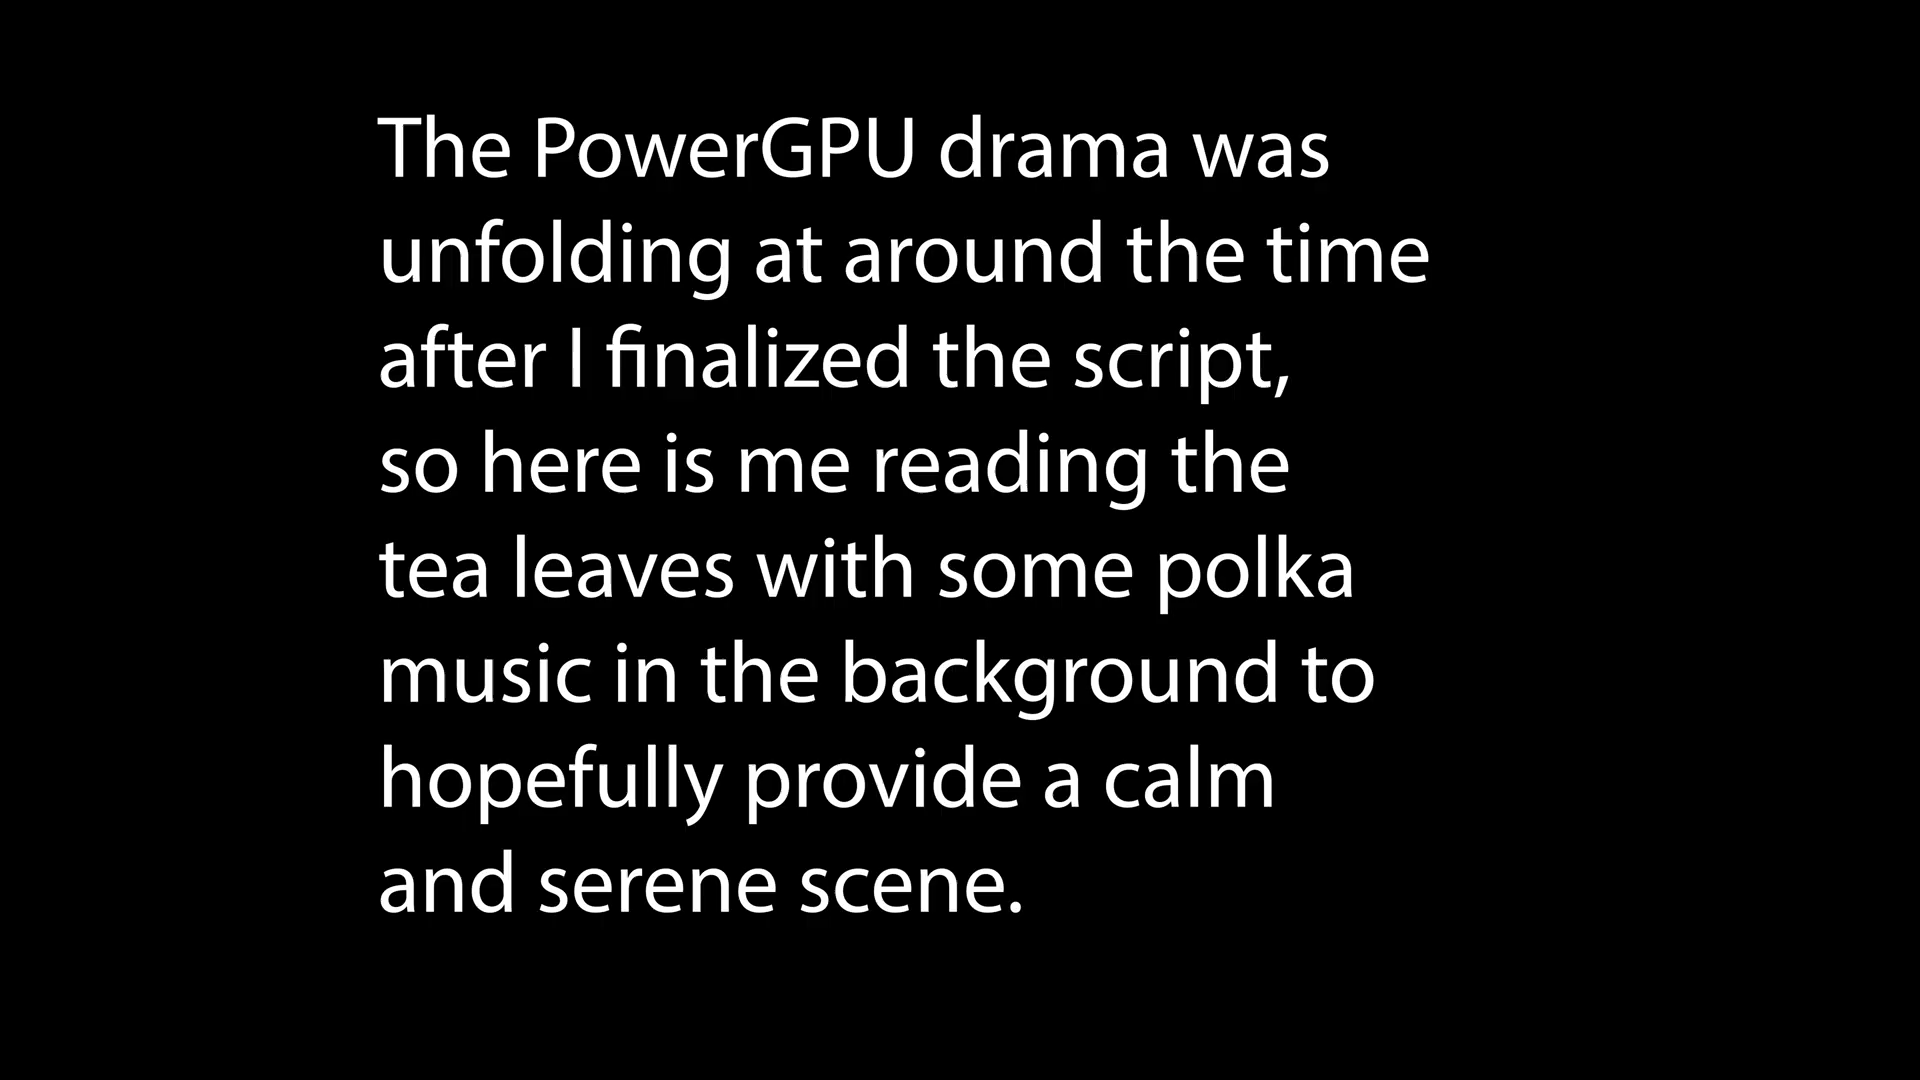 The PowerGPU drama was
unfolding at around the time
after I finalized the script,
so here is me reading the
tea leaves with some polka
music in the background to
hopefully provide a calm
and serene scene.